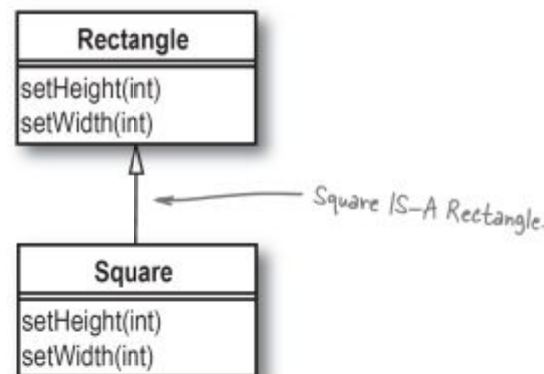 Rectangle
setHeight(int)
setWidth(int)
Square IS-A Rectangle.
Square
setHeight(int)
setWidth(int)